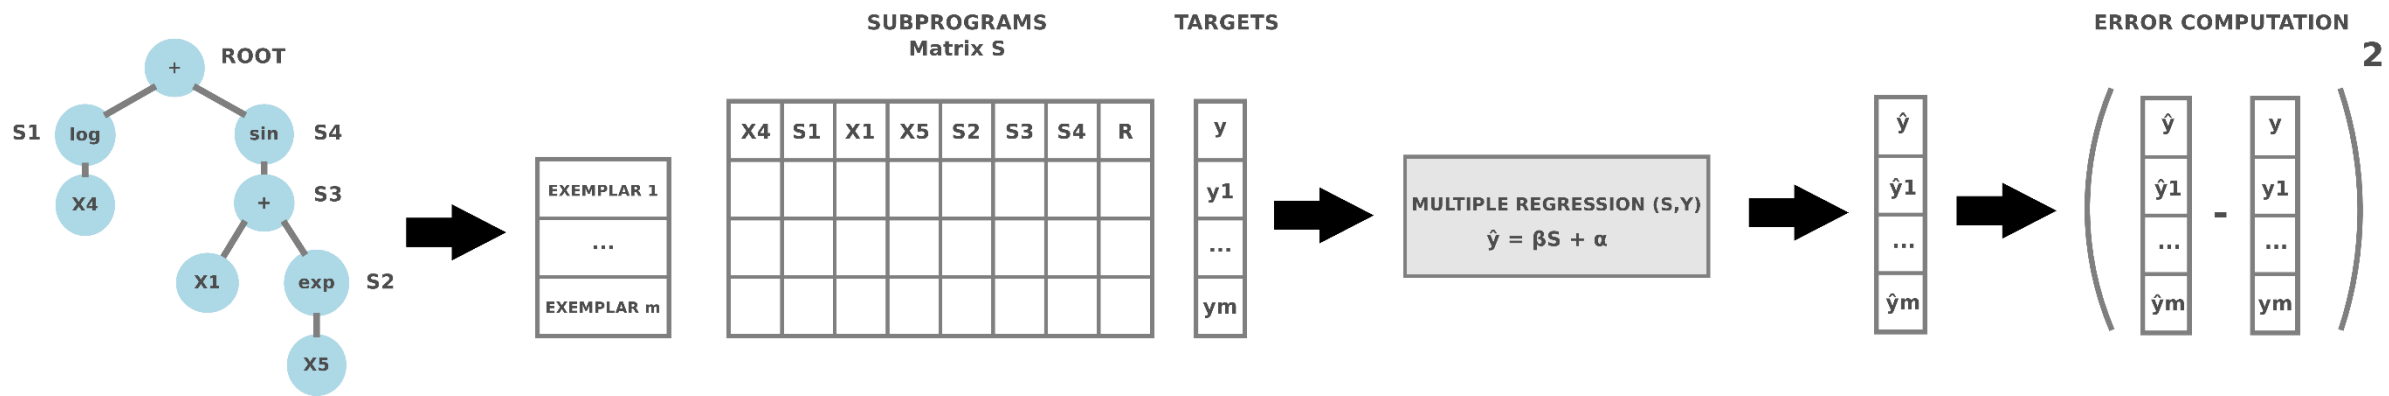 +
ROOT
S1
log
sin
S4
X4
+
S3
X1
exp
S2
X5
EXEMPLAR 1
...
EXEMPLAR m
SUBPROGRAMS
Matrix S
X4 S1 X1 X5 S2 S3 S4 R
TARGETS
y
y1
...
ym
MULTIPLE REGRESSION (S,Y)
ŷ = βS + α
ŷ
ŷ1
...
ŷm
ERROR COMPUTATION
2
ŷ
ŷ1
...
ŷm
-
y
y1
...
ym